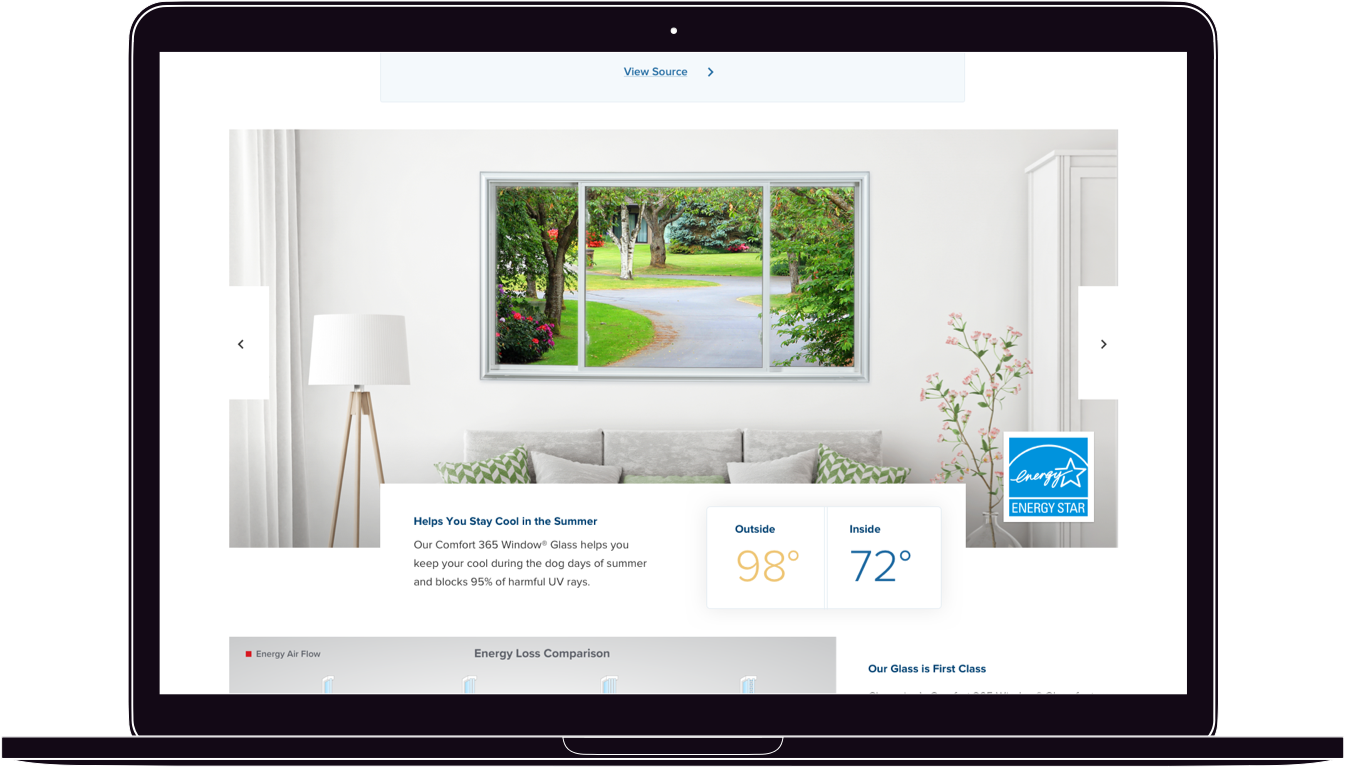 View Source
energy
ENERGY STAR
Helps You Stay Cool in the Summer
Our Comfort 365 Window® Glass helps you
keep your cool during the dog days of summer
and blocks 95% of harmful UV rays.
Outside
Inside
98°
72°
Energy Air Flow
Energy Loss Comparison
Our Glass is First Class